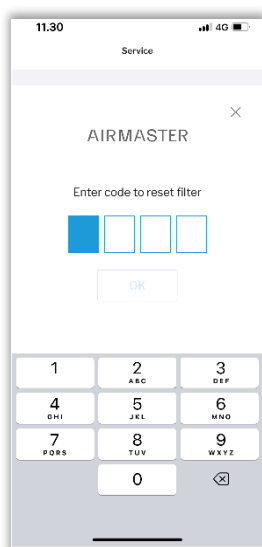 11.30 4G
Service
AIRMASTER
Enter code to reset filter
OK
1 2 3
ABC DEF
4 5 6
GHI JKL MNO
7 8 9
PQRS TUV WXYZ
0